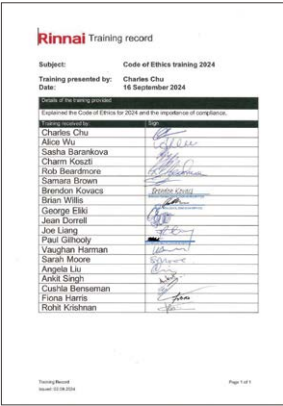 Rinnai Training record
Subject: Code of Ethics training 2024
Training presented by: Charles Chu
Date: 16 September 2024
Details of the training provided
Explained the Code of Ethics for 2024 and the importance of compliance.
Training received by: Sign
Charles Chu
Alice Wu
Sasha Barankova
Charm Koszti
Rob Beardmore
Samara Brown
Brendon Kovacs Brendon Kovacs
Brian Willis
George Eliki
Jean Dorrell
Joe Liang
Paul Gilhooly
Vaughan Harman
Sarah Moore
Angela Liu
Ankit Singh
Cushla Benseman
Fiona Harris
Rohit Krishnan
Training Record Page 1 of 1